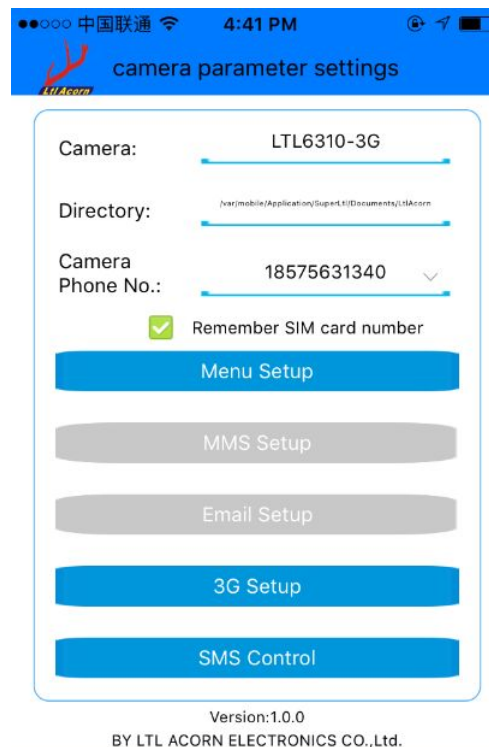 中国联通 4:41 PM
Ltl Acorn
camera parameter settings
Camera: LTL6310-3G
Directory: /var/mobile/Application/SuperLtl/Documents/LtlAcorn
Camera
Phone No.: 18575631340
Remember SIM card number
Menu Setup
MMS Setup
Email Setup
3G Setup
SMS Control
Version:1.0.0
BY LTL ACORN ELECTRONICS CO.,Ltd.